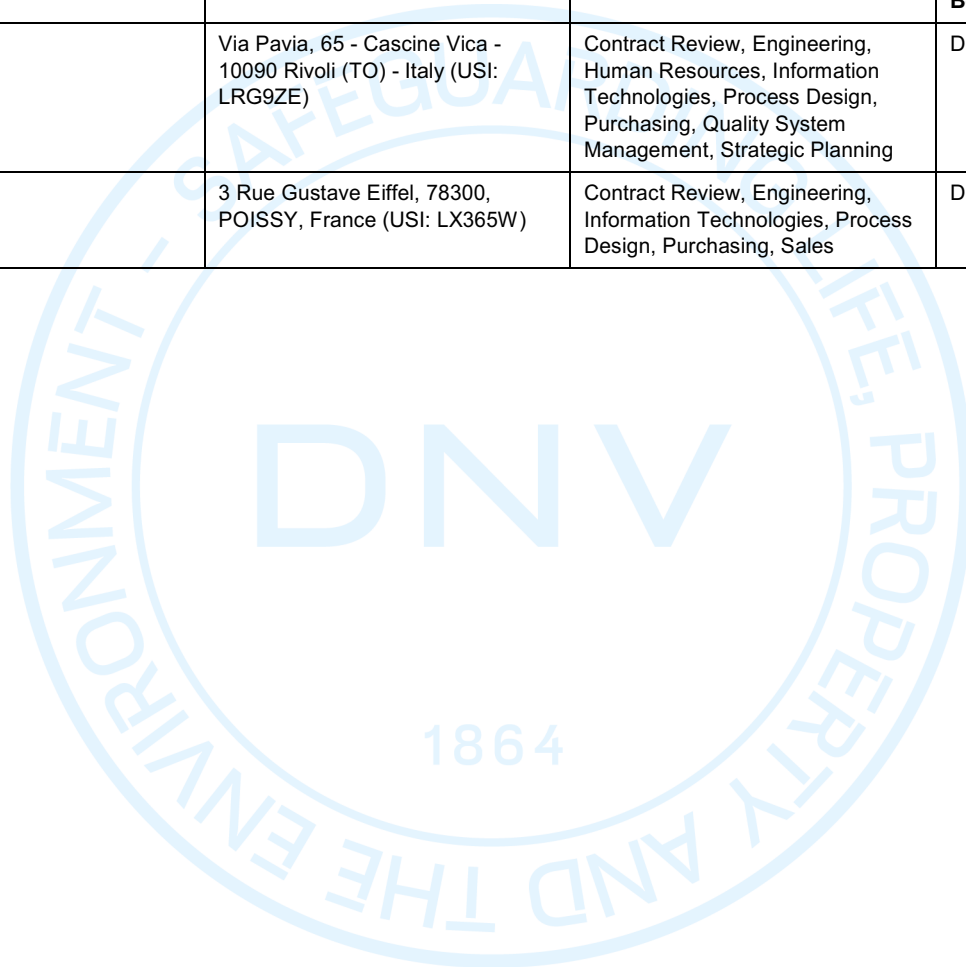 B
Via Pavia, 65 - Cascine Vica -
10090 Rivoli (TO) - Italy (USI:
LRG9ZE)
Contract Review, Engineering,
Human Resources, Information
Technologies, Process Design,
Purchasing, Quality System
Management, Strategic Planning
D
3 Rue Gustave Eiffel, 78300,
POISSY, France (USI: LX365W)
Contract Review, Engineering,
Information Technologies, Process
Design, Purchasing, Sales
D
SAFEGUARDING LIFE, PROPERTY AND THE ENVIRONMENT -
DNV
1864